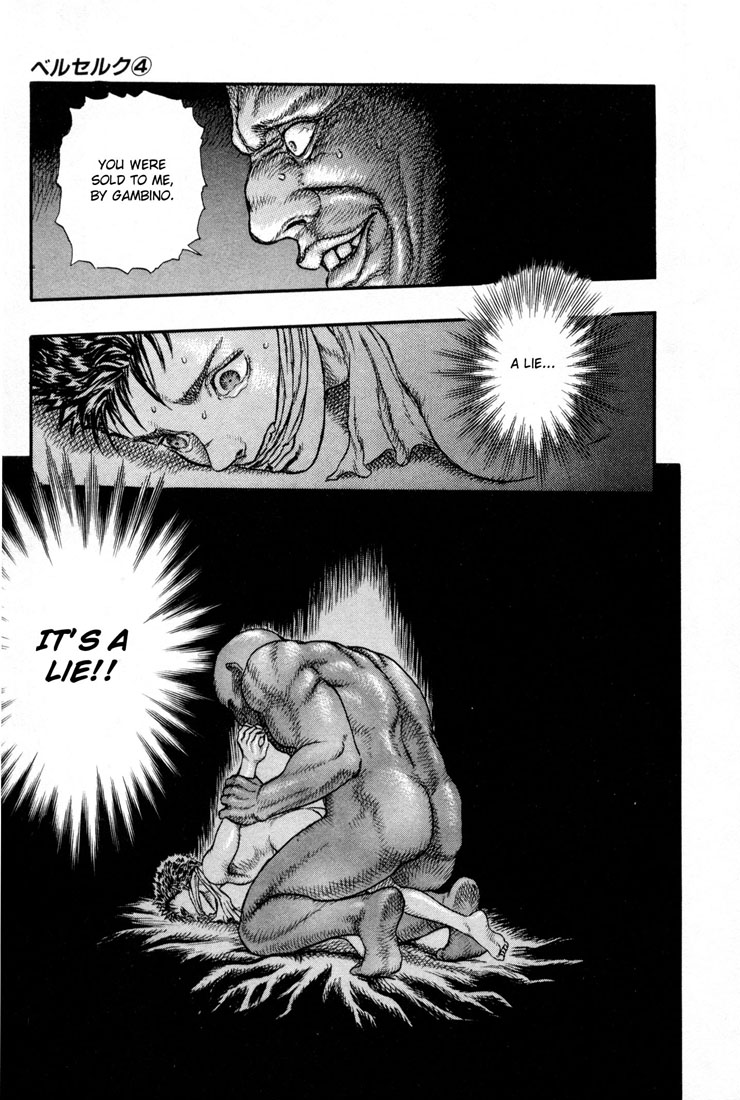 ベルセルク④
YOU WERE
SOLD TO ME,
BY GAMBINO.
A LIE...
IT'S A
LIE!!